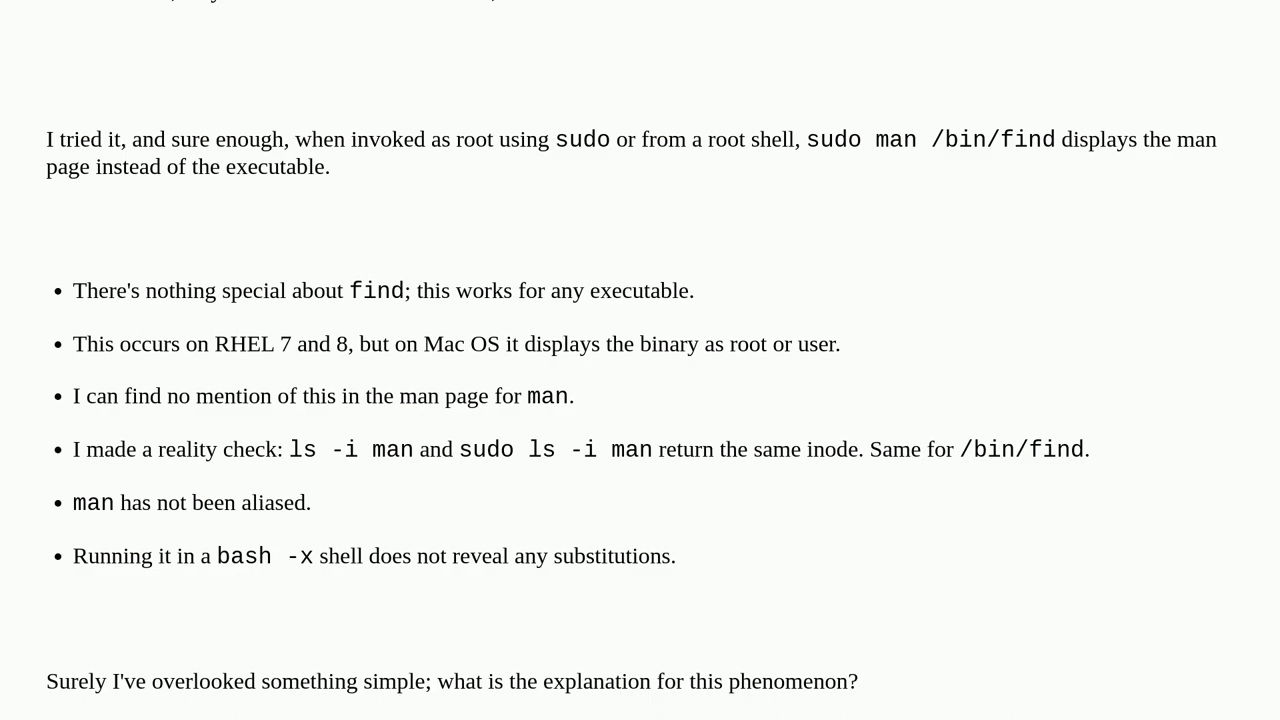 I tried it, and sure enough, when invoked as root using sudo or from a root shell, sudo man /bin/find displays the man
page instead of the executable.
• There's nothing special about find; this works for any executable.
• This occurs on RHEL 7 and 8, but on Mac OS it displays the binary as root or user.
• I can find no mention of this in the man page for man.
• I made a reality check: ls -i man and sudo ls -i man return the same inode. Same for /bin/find.
• man has not been aliased.
• Running it in a bash -x shell does not reveal any substitutions.
Surely I've overlooked something simple; what is the explanation for this phenomenon?